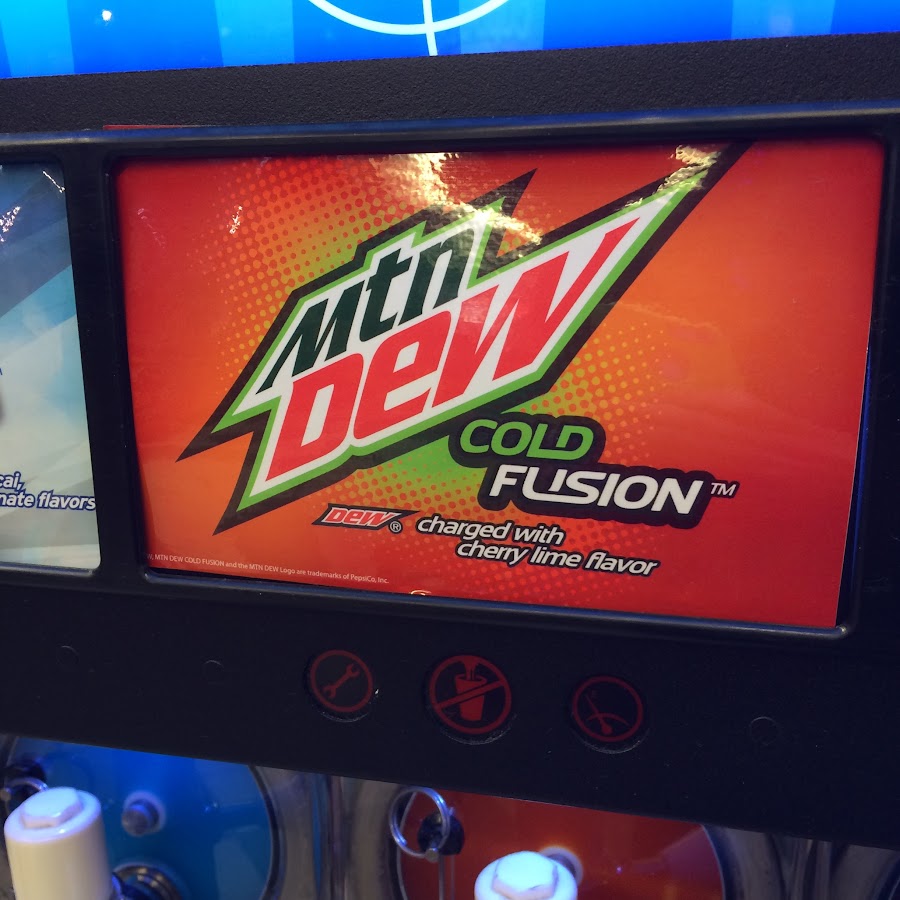 Mtn
Dew
COLD
FUSION™
Dew® charged with
cherry lime flavor
W, MTN DEW COLD FUSION and the MTN DEW Logo are trademarks of PepsiCo, Inc.
cai,
nate flavors